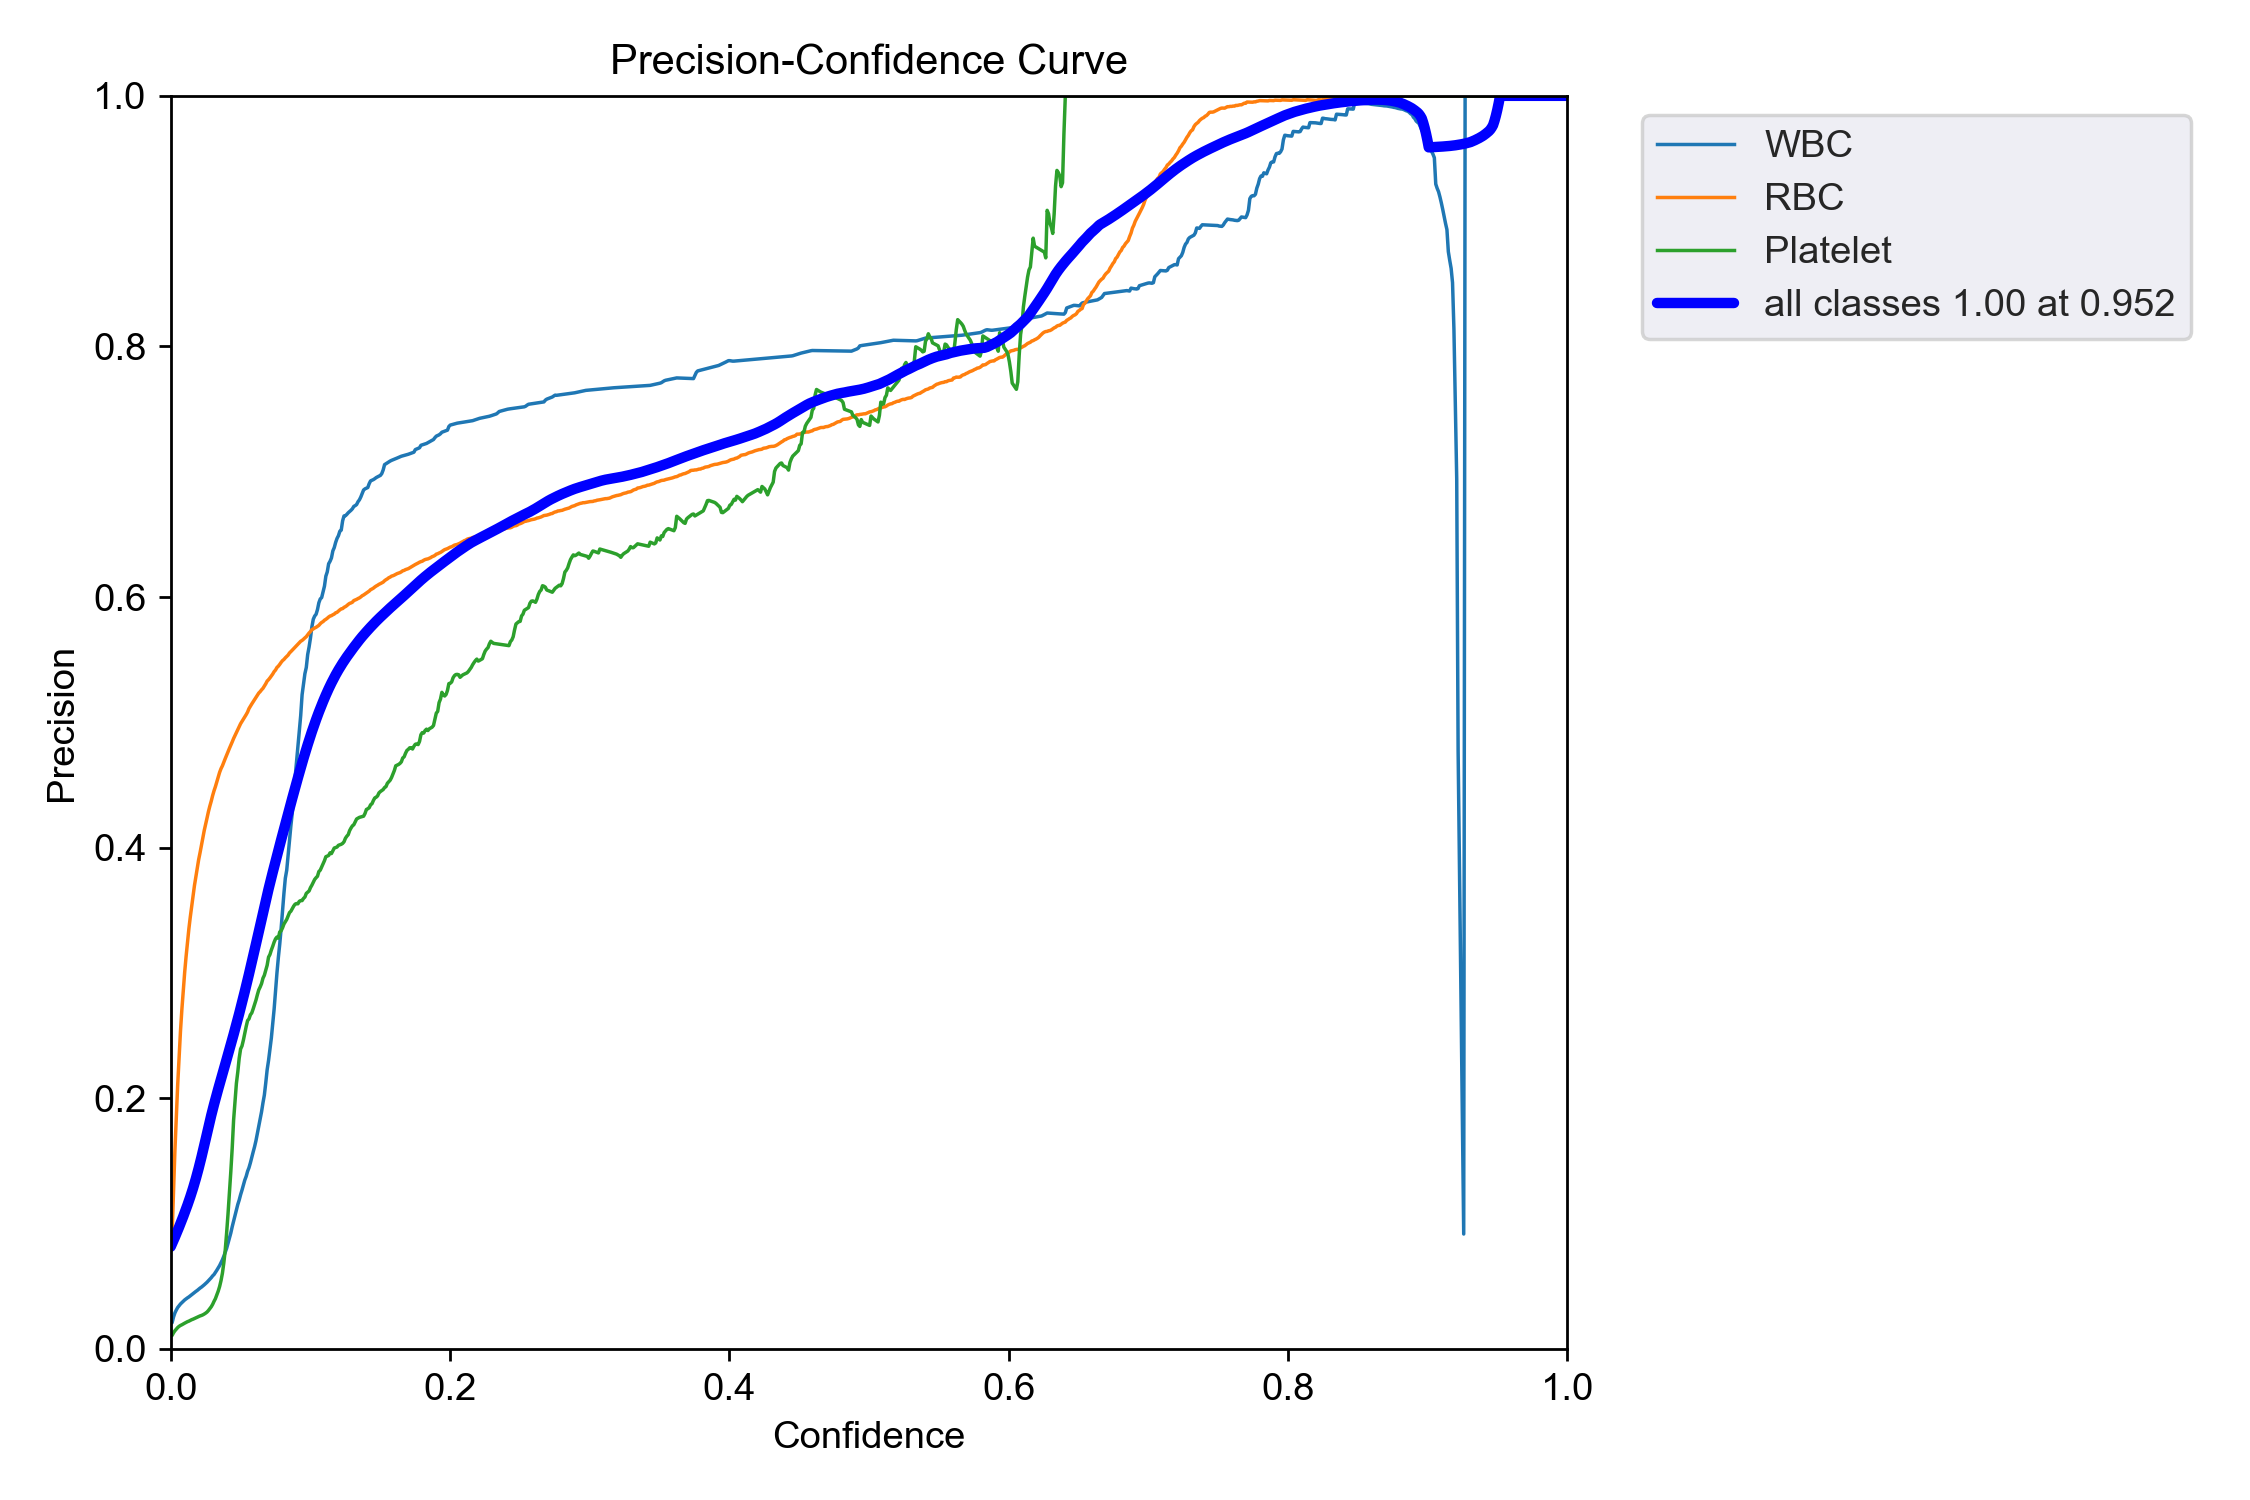 Precision-Confidence Curve
1.0
0.8
0.6
0.4
0.2
0.0
Precision
0.0 0.2 0.4 0.6 0.8 1.0
Confidence
WBC
RBC
Platelet
all classes 1.00 at 0.952